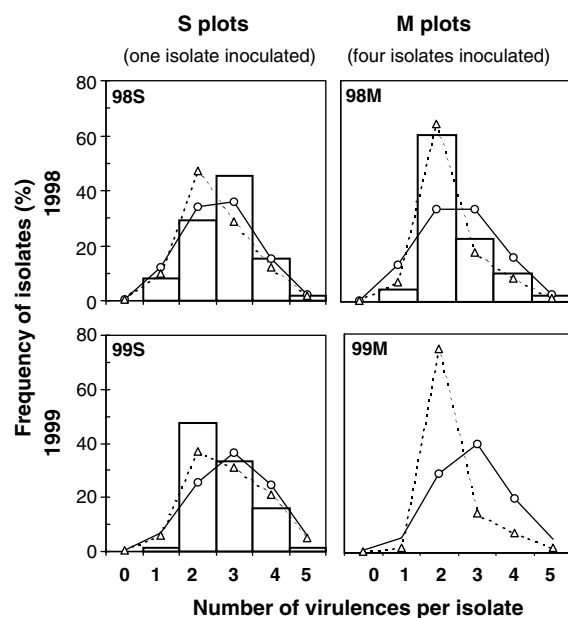 S plots
M plots
(one isolate inoculated)
(four isolates inoculated)
Frequency of isolates (%)
1998
1999
98S
98M
80
60
40
20
0
99S
99M
80
60
40
20
0
0 1 2 3 4 5
0 1 2 3 4 5
Number of virulences per isolate